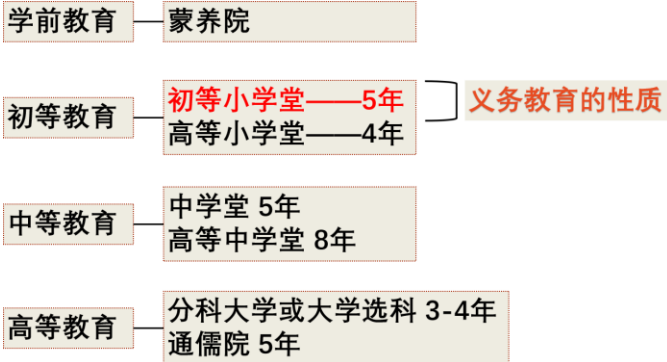 学前教育 蒙养院
初等教育 初等小学堂——5年 义务教育的性质
高等小学堂——4年
中等教育 中学堂 5年
高等中学堂 8年
高等教育 分科大学或大学选科 3-4年
通儒院 5年